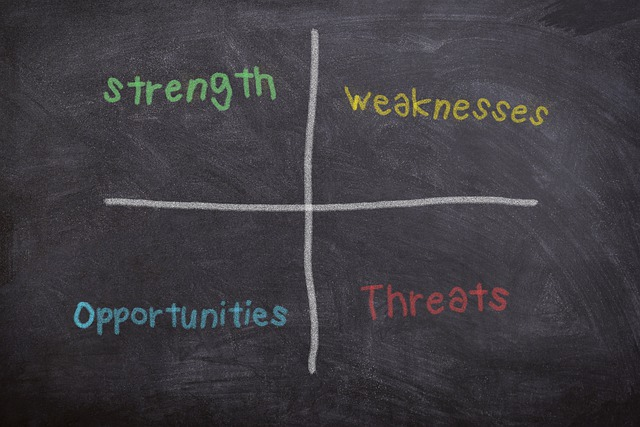 strength
weaknesses
Opportunities
Threats